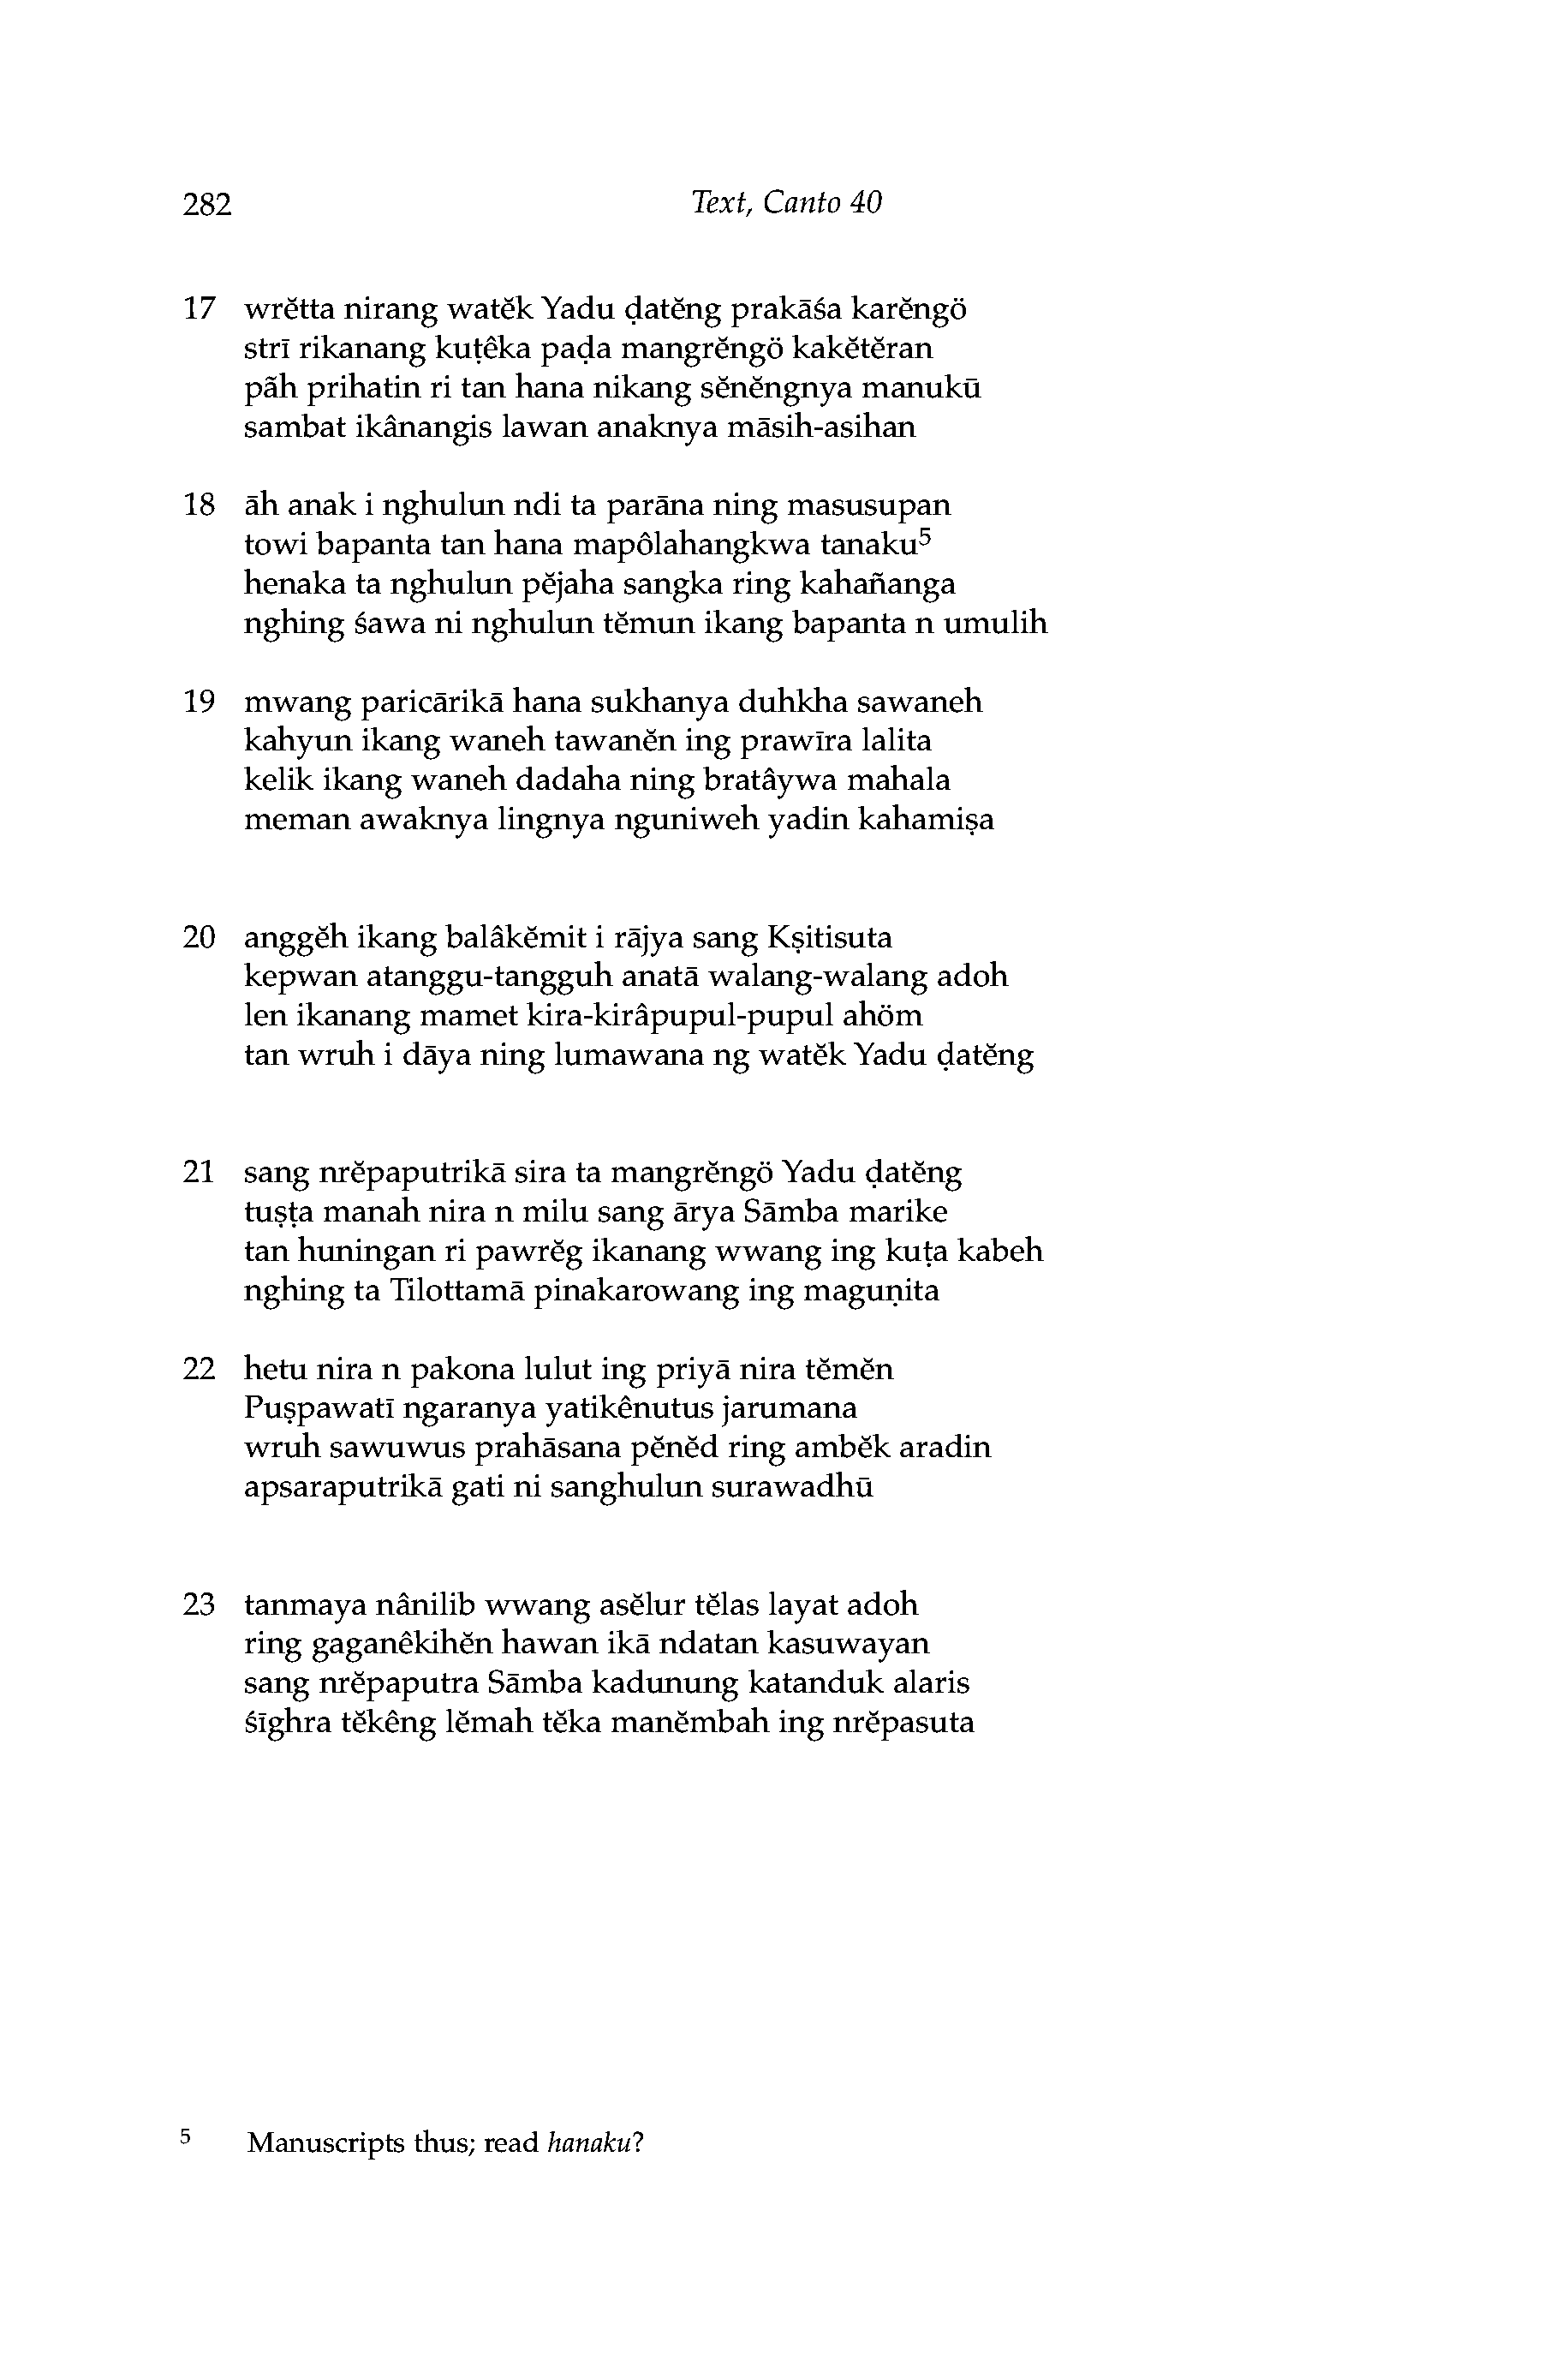 282 Text, Canto 40
17 wrĕtta nirang watĕk Yadu ḍatĕng prakāśa karĕngö
strī rikanang kuṭêka paḍa mangrĕngö kakĕtĕran
pãh prihatin ri tan hana nikang sĕnĕngnya manukū
sambat ikânangis lawan anaknya māsih-asihan
18 āh anak i nghulun ndi ta parāna ning masusupan
towi bapanta tan hana mapôlahangkwa tanaku⁵
henaka ta nghulun pĕjaha sangka ring kahañanga
nghing śawa ni nghulun tĕmun ikang bapanta n umulih
19 mwang paricārikā hana sukhanya duhkha sawaneh
kahyun ikang waneh tawanĕn ing prawīra lalita
kelik ikang waneh dadaha ning bratâywa mahala
meman awaknya lingnya nguniweh yadin kahamiṣa
20 anggĕh ikang balâkĕmit i rājya sang Kṣitisuta
kepwan atanggu-tangguh anatā walang-walang adoh
len ikanang mamet kira-kirâpupul-pupul ahöm
tan wruh i dāya ning lumawana ng watĕk Yadu ḍatĕng
21 sang nrĕpaputrikā sira ta mangrĕngö Yadu ḍatĕng
tuṣṭa manah nira n milu sang ārya Sāmba marike
tan huningan ri pawrĕg ikanang wwang ing kuṭa kabeh
nghing ta Tilottamā pinakarowang ing maguṇita
22 hetu nira n pakona lulut ing priyā nira tĕmĕn
Puṣpawatī ngaranya yatikênutus jarumana
wruh sawuwus prahāsana pĕnĕd ring ambĕk aradin
apsaraputrikā gati ni sanghulun surawadhū
23 tanmaya nânilib wwang asĕlur tĕlas layat adoh
ring gaganêkihĕn hawan ikā ndatan kasuwayan
sang nrĕpaputra Sāmba kadunung katanduk alaris
śīghra tĕkêng lĕmah tĕka manĕmbah ing nrĕpasuta
⁵ Manuscripts thus; read hanaku?